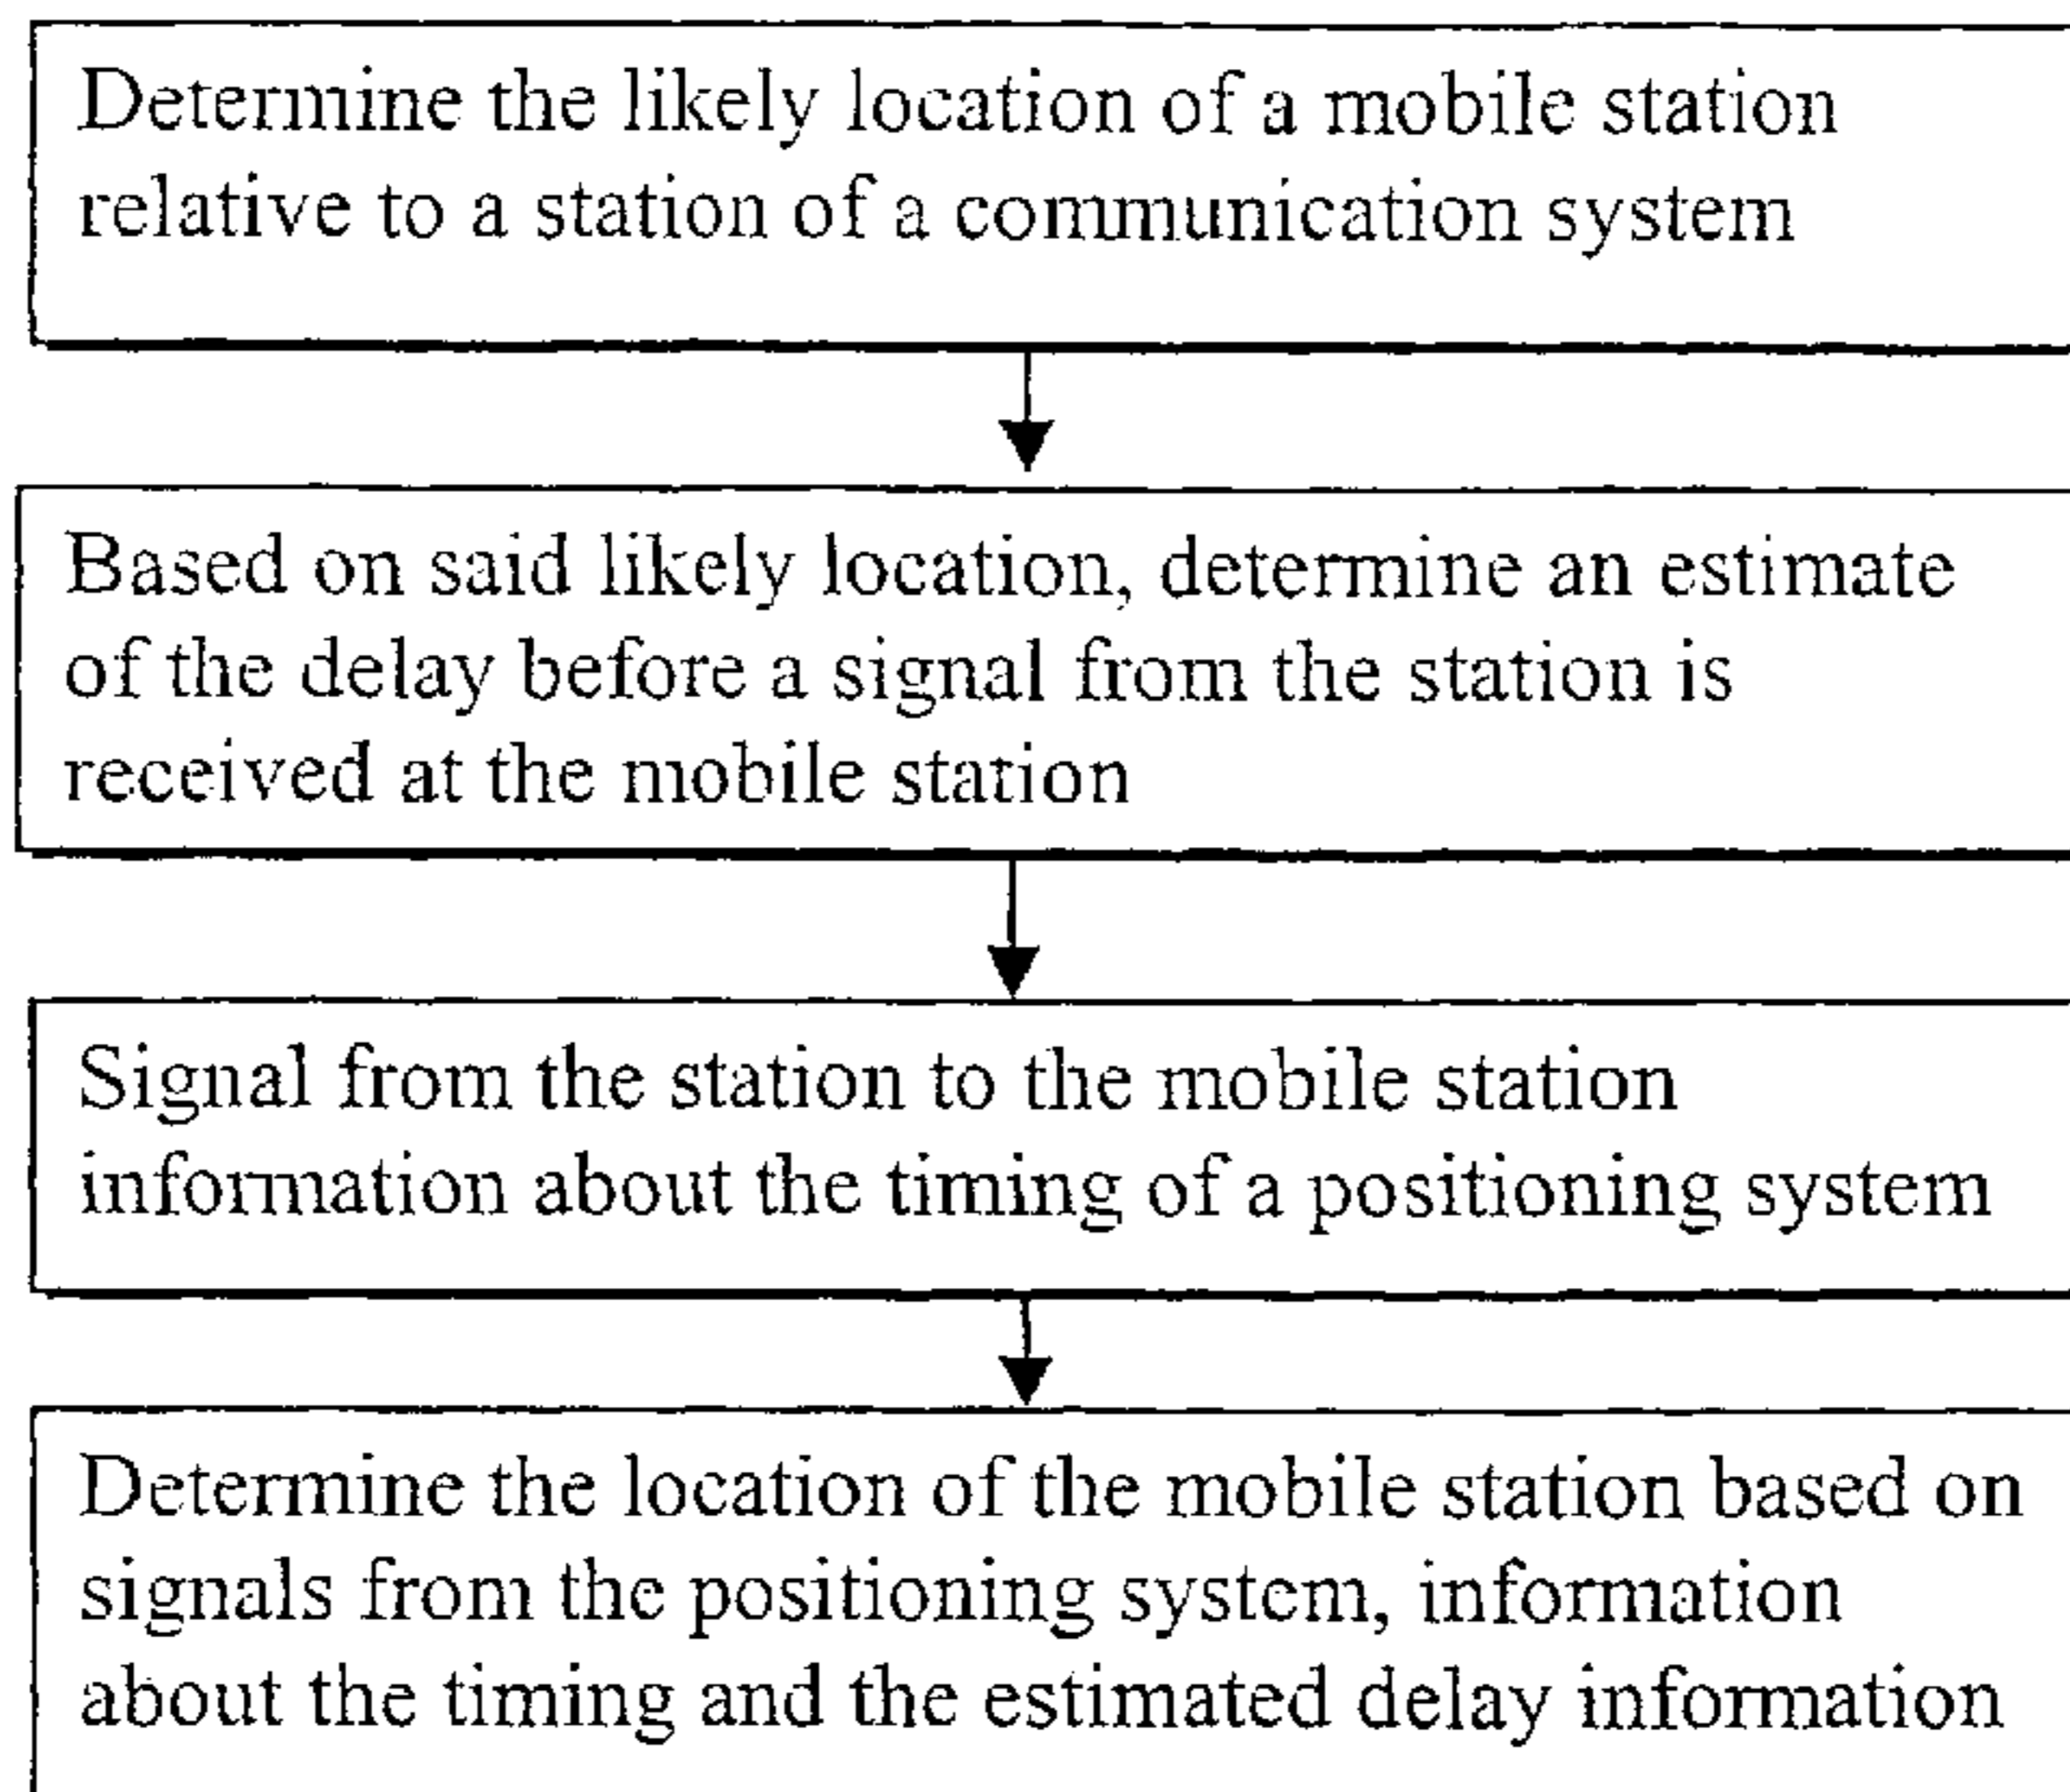 Determine the likely location of a mobile station
relative to a station of a communication system
Based on said likely location, determine an estimate
of the delay before a signal from the station is
received at the mobile station
Signal from the station to the mobile station
information about the timing of a positioning system
Determine the location of the mobile station based on
signals from the positioning system, information
about the timing and the estimated delay information